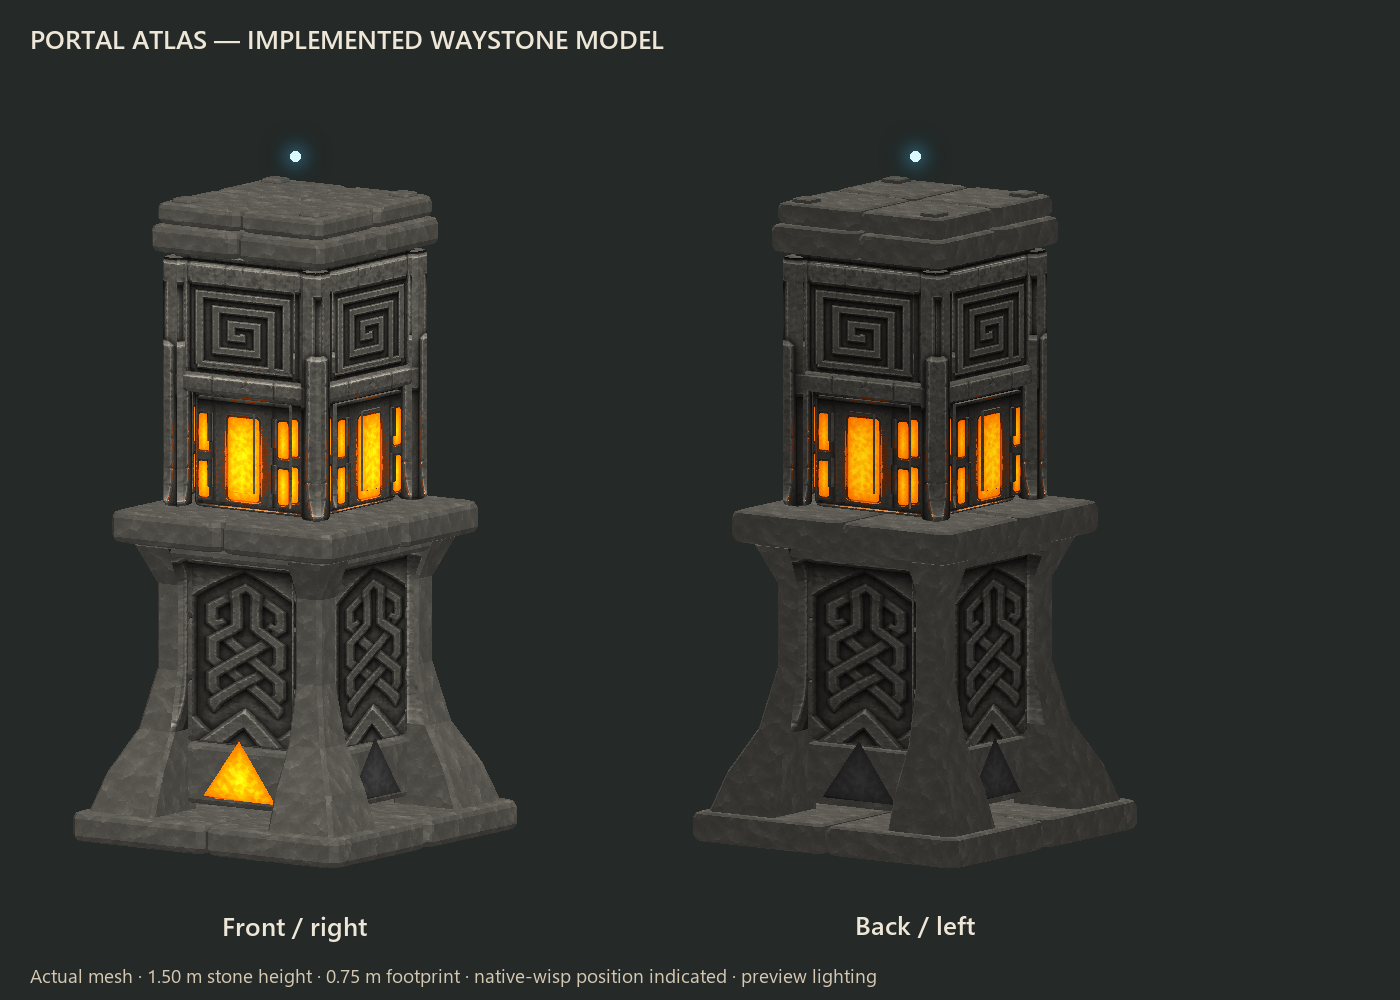 PORTAL ATLAS — IMPLEMENTED WAYSTONE MODEL
Front / right
Back / left
Actual mesh · 1.50 m stone height · 0.75 m footprint · native-wisp position indicated · preview lighting